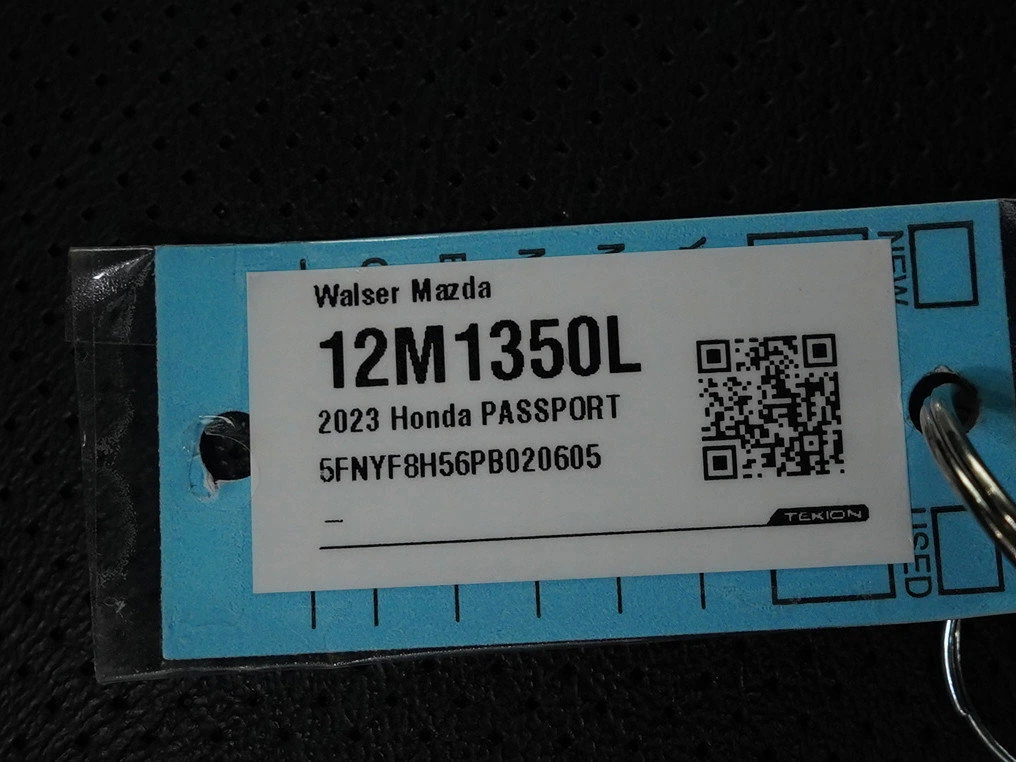 Walser Mazda
12M1350L
2023 Honda PASSPORT
5FNYF8H56PB020605
TEKION
NEW
USED